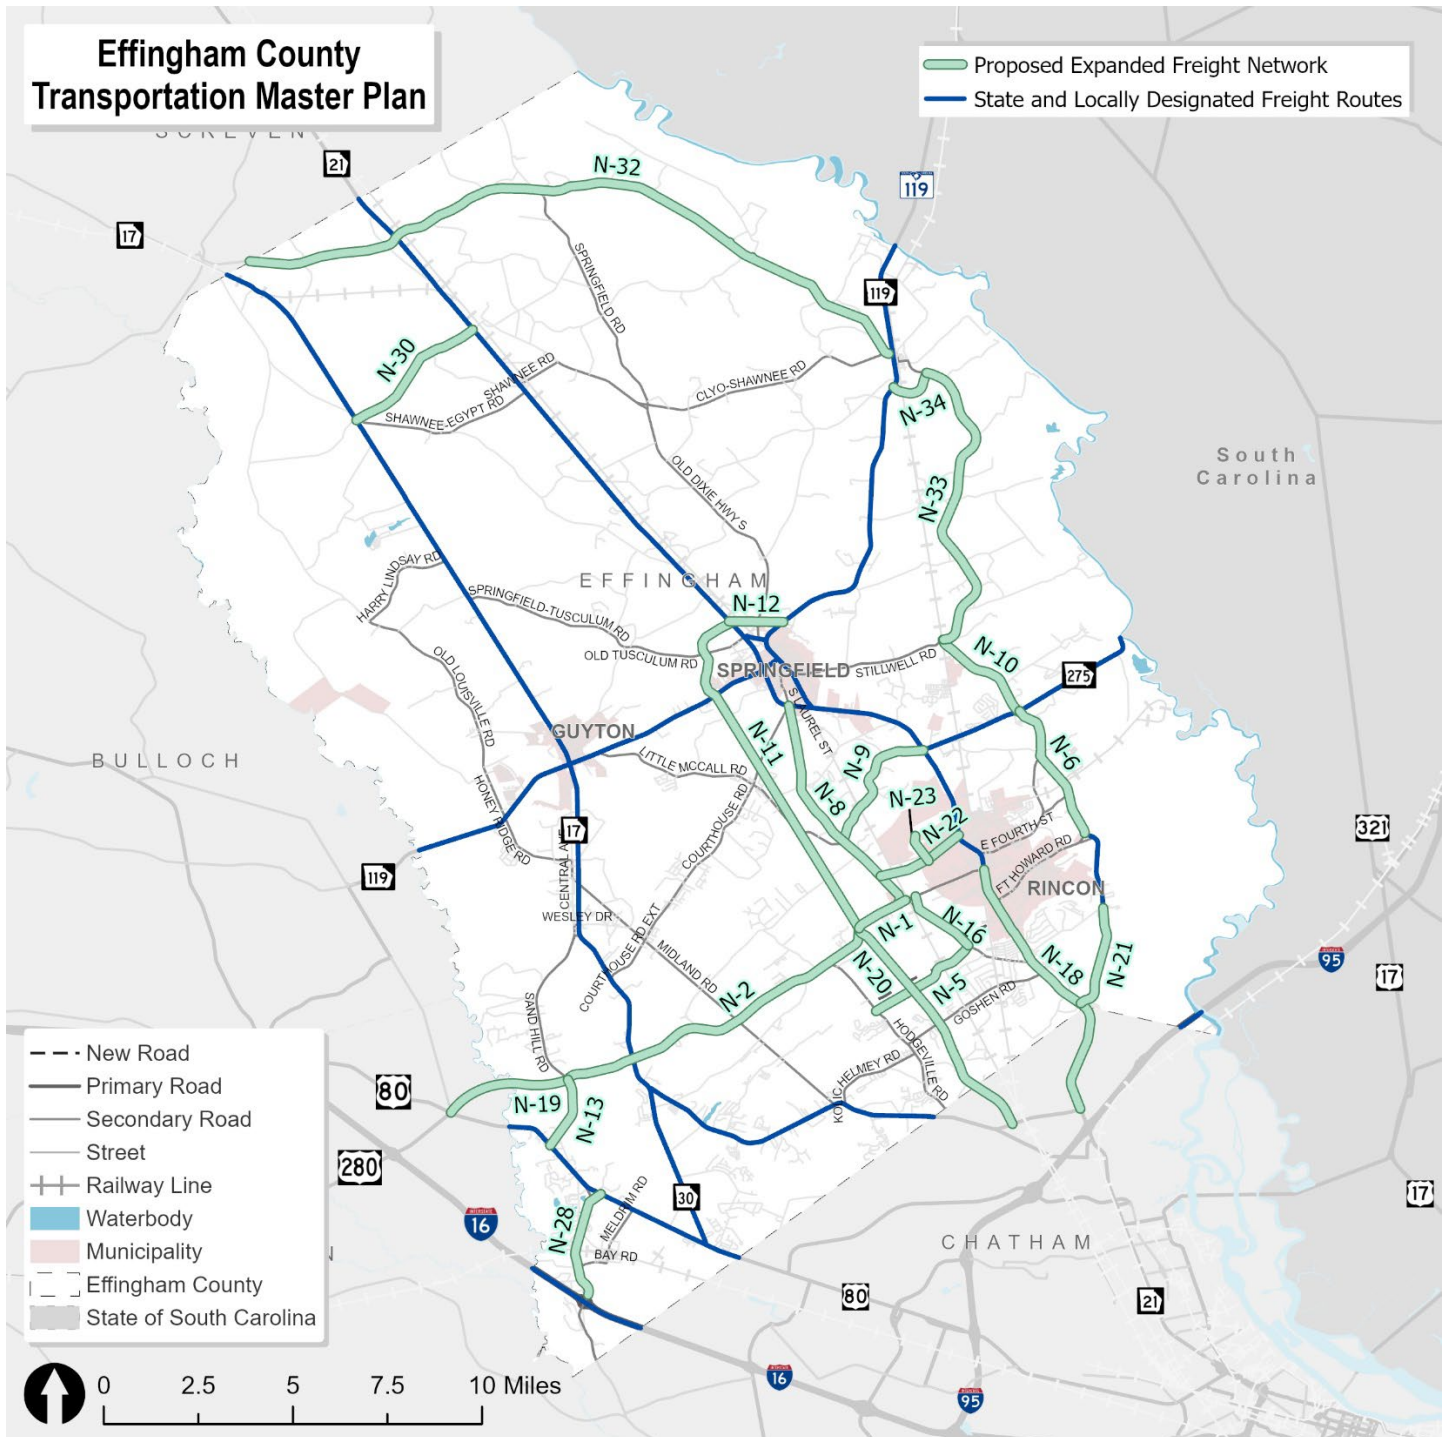 Effingham County
Transportation Master Plan
Proposed Expanded Freight Network
State and Locally Designated Freight Routes
SCREVEN
21
N-32
119
17
119
SPRINGFIELD RD
N-30
SHAWNEE RD
CLYO-SHAWNEE RD
SHAWNEE-EGYPT RD
N-34
South
Carolina
OLD DIXIE HWY S
N-33
HARRY LINDSAY RD
EFFINGHAM
SPRINGFIELD-TUSCULUM RD
N-12
OLD TUSCULUM RD
SPRINGFIELD
STILLWELL RD
N-10
275
OLD LOUISVILLE RD
S LAUREL ST
GUYTON
N-11
N-9
N-6
BULLOCH
LITTLE MCCALL RD
N-8
N-23
N-22
HONEY RIDGE RD
17
COURTHOUSE RD
E FOURTH ST
321
119
CENTRAL AVE
FT HOWARD RD
RINCON
WESLEY DR
COURTHOUSE RD EXT
N-1
N-16
MIDLAND RD
N-18
N-21
95
17
N-2
N-20
N-5
GOSHEN RD
SAND HILL RD
HODGEVILLE RD
KOLIC HELMEY RD
80
N-19
N-13
280
MELDRIM RD
30
17
16
N-28
BAY RD
CHATHAM
80
21
16
95
New Road
Primary Road
Secondary Road
Street
Railway Line
Waterbody
Municipality
Effingham County
State of South Carolina
N
0 2.5 5 7.5 10 Miles